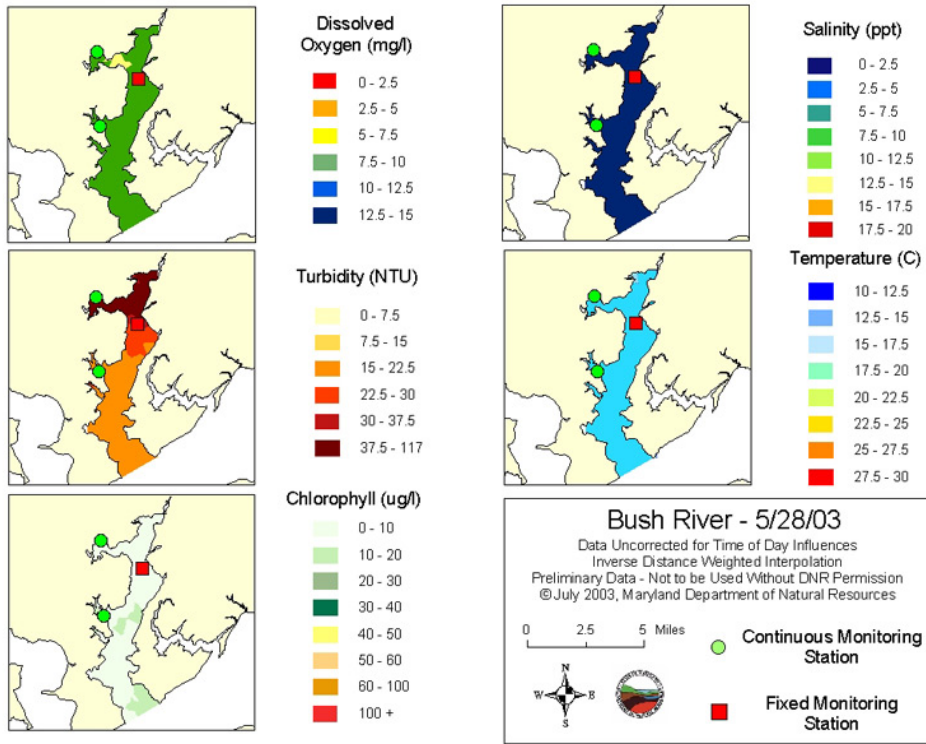 Dissolved
Oxygen (mg/l)
0 - 2.5
2.5 - 5
5 - 7.5
7.5 - 10
10 - 12.5
12.5 - 15
Salinity (ppt)
0 - 2.5
2.5 - 5
5 - 7.5
7.5 - 10
10 - 12.5
12.5 - 15
15 - 17.5
17.5 - 20
Turbidity (NTU)
0 - 7.5
7.5 - 15
15 - 22.5
22.5 - 30
30 - 37.5
37.5 - 117
Temperature (C)
10 - 12.5
12.5 - 15
15 - 17.5
17.5 - 20
20 - 22.5
22.5 - 25
25 - 27.5
27.5 - 30
Chlorophyll (ug/l)
0 - 10
10 - 20
20 - 30
30 - 40
40 - 50
50 - 60
60 - 100
100 +
Bush River - 5/28/03
Data Uncorrected for Time of Day Influences
Inverse Distance Weighted Interpolation
Preliminary Data - Not to be Used Without DNR Permission
©July 2003, Maryland Department of Natural Resources
0 2.5 5 Miles
Continuous Monitoring
Station
N
W E
S
Fixed Monitoring
Station